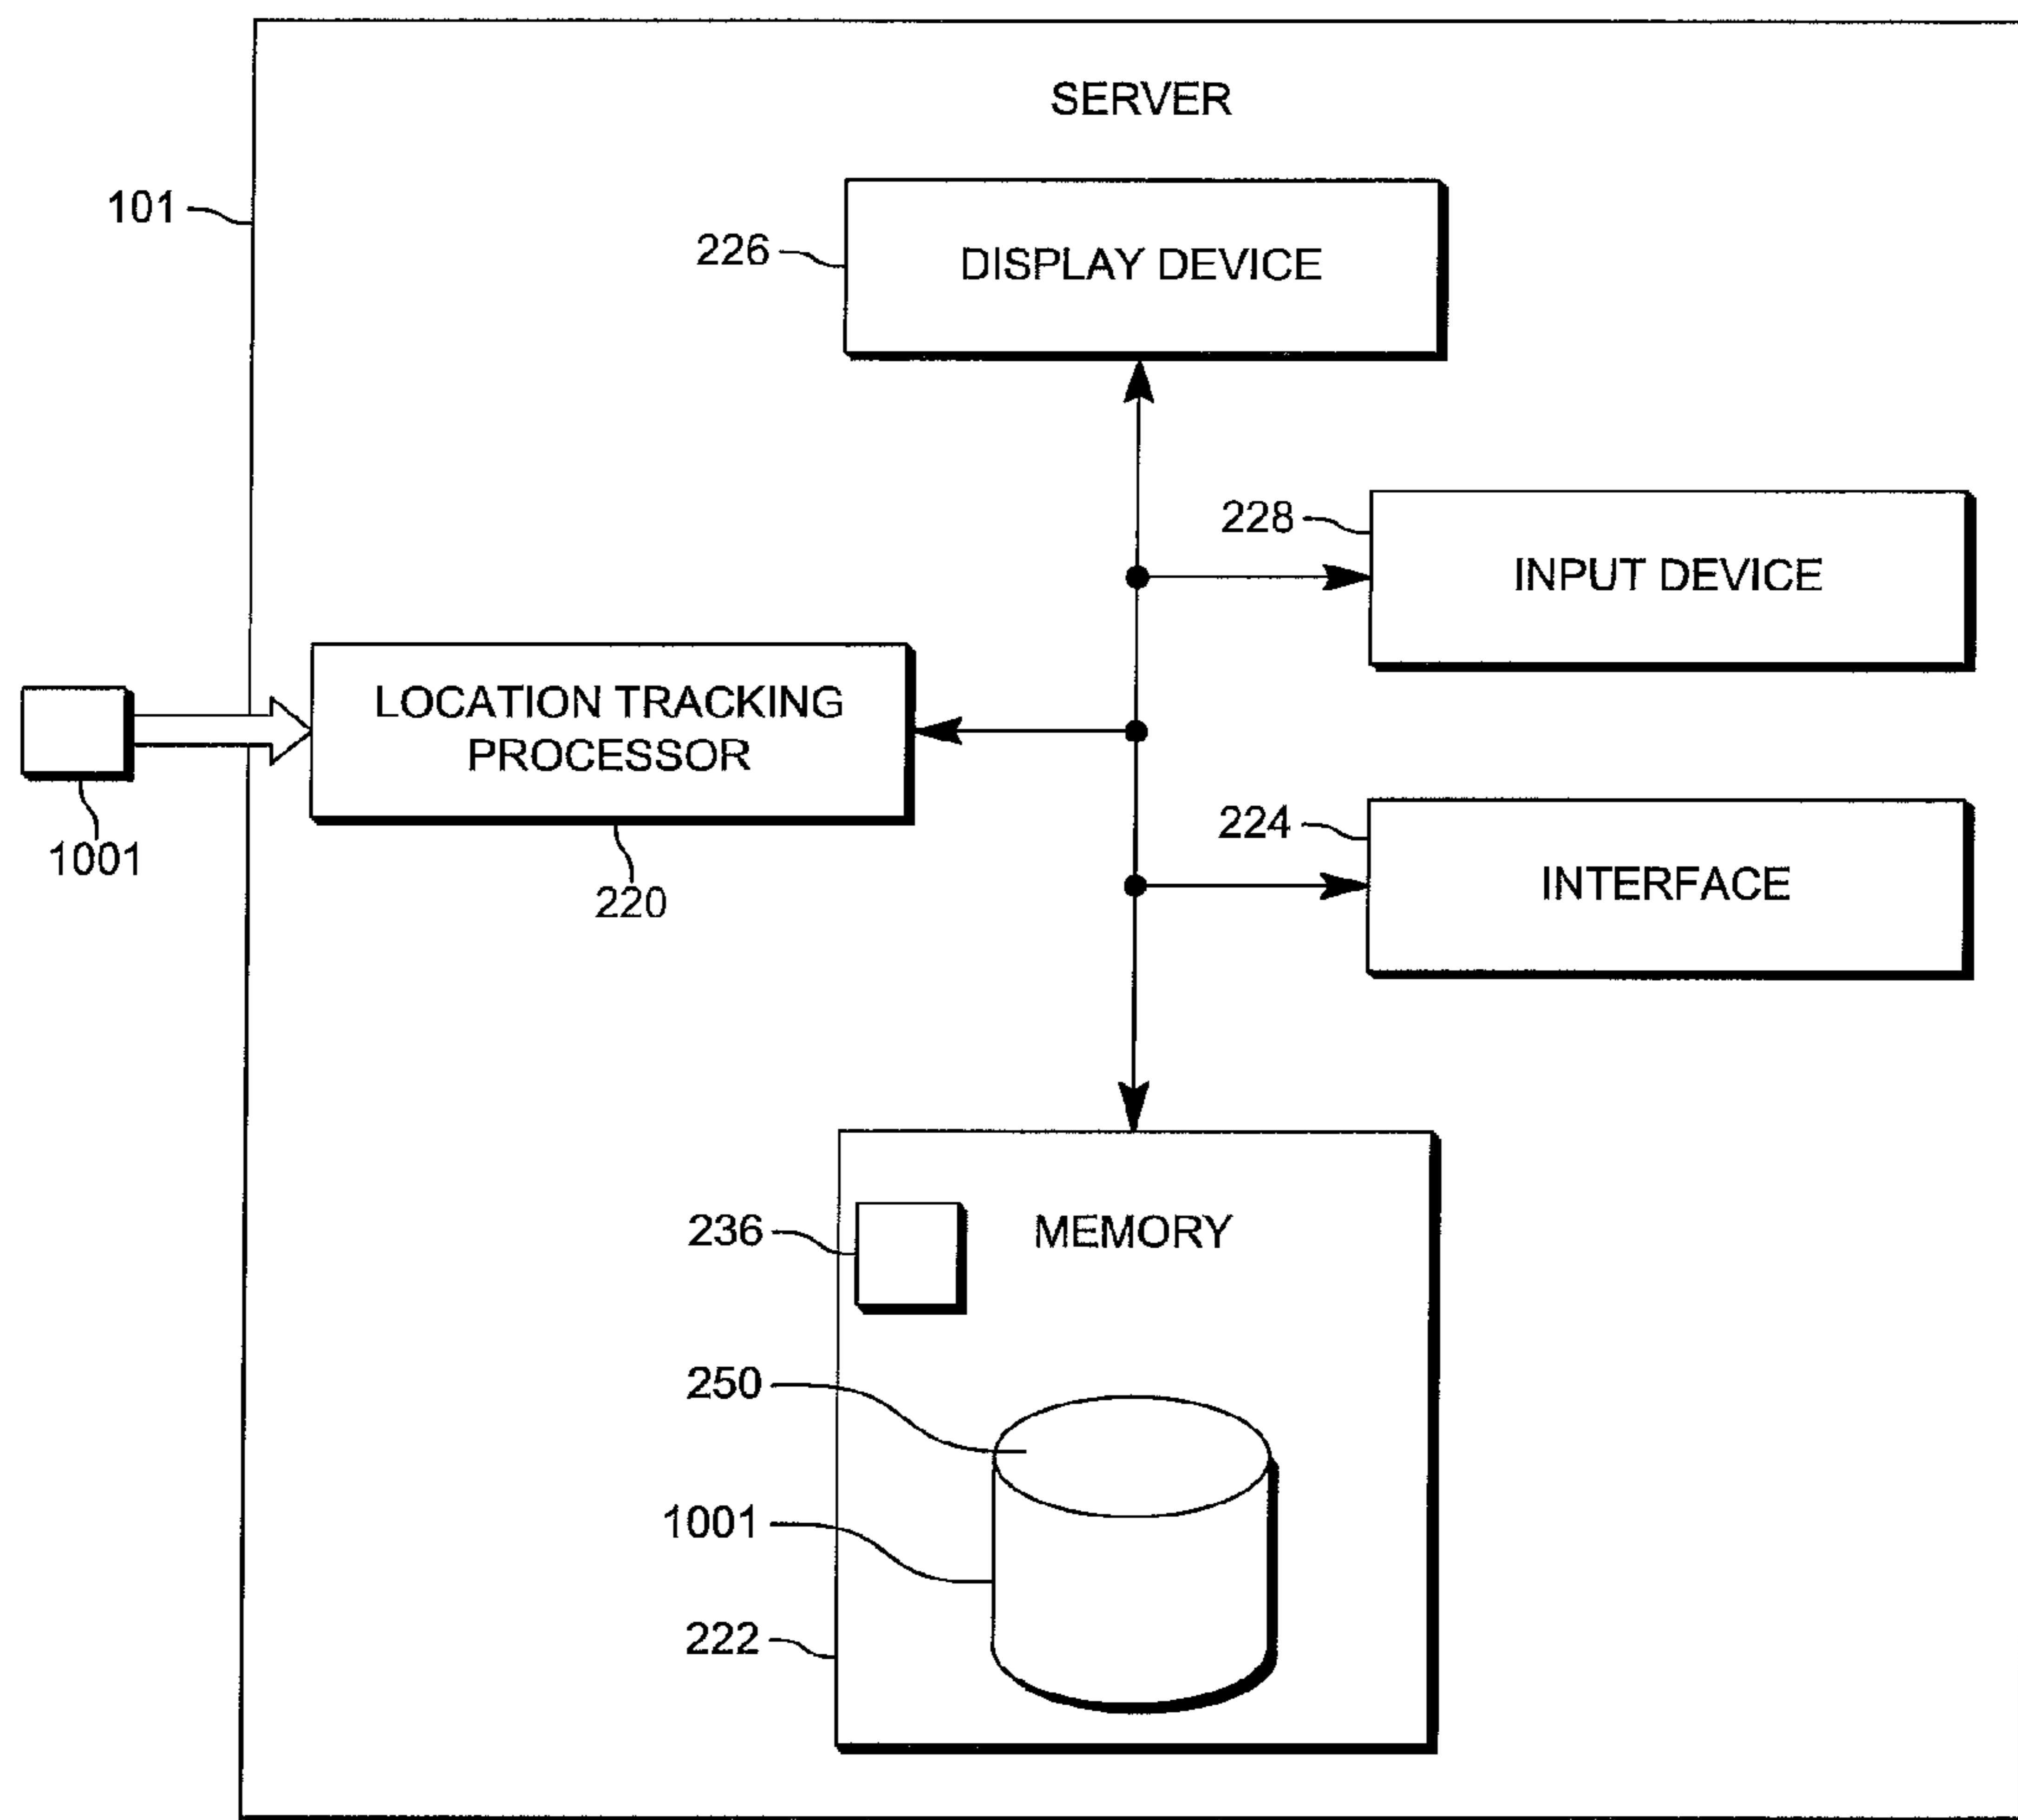 SERVER
101
226
DISPLAY DEVICE
228
INPUT DEVICE
LOCATION TRACKING
PROCESSOR
1001
220
224
INTERFACE
236
MEMORY
250
1001
222